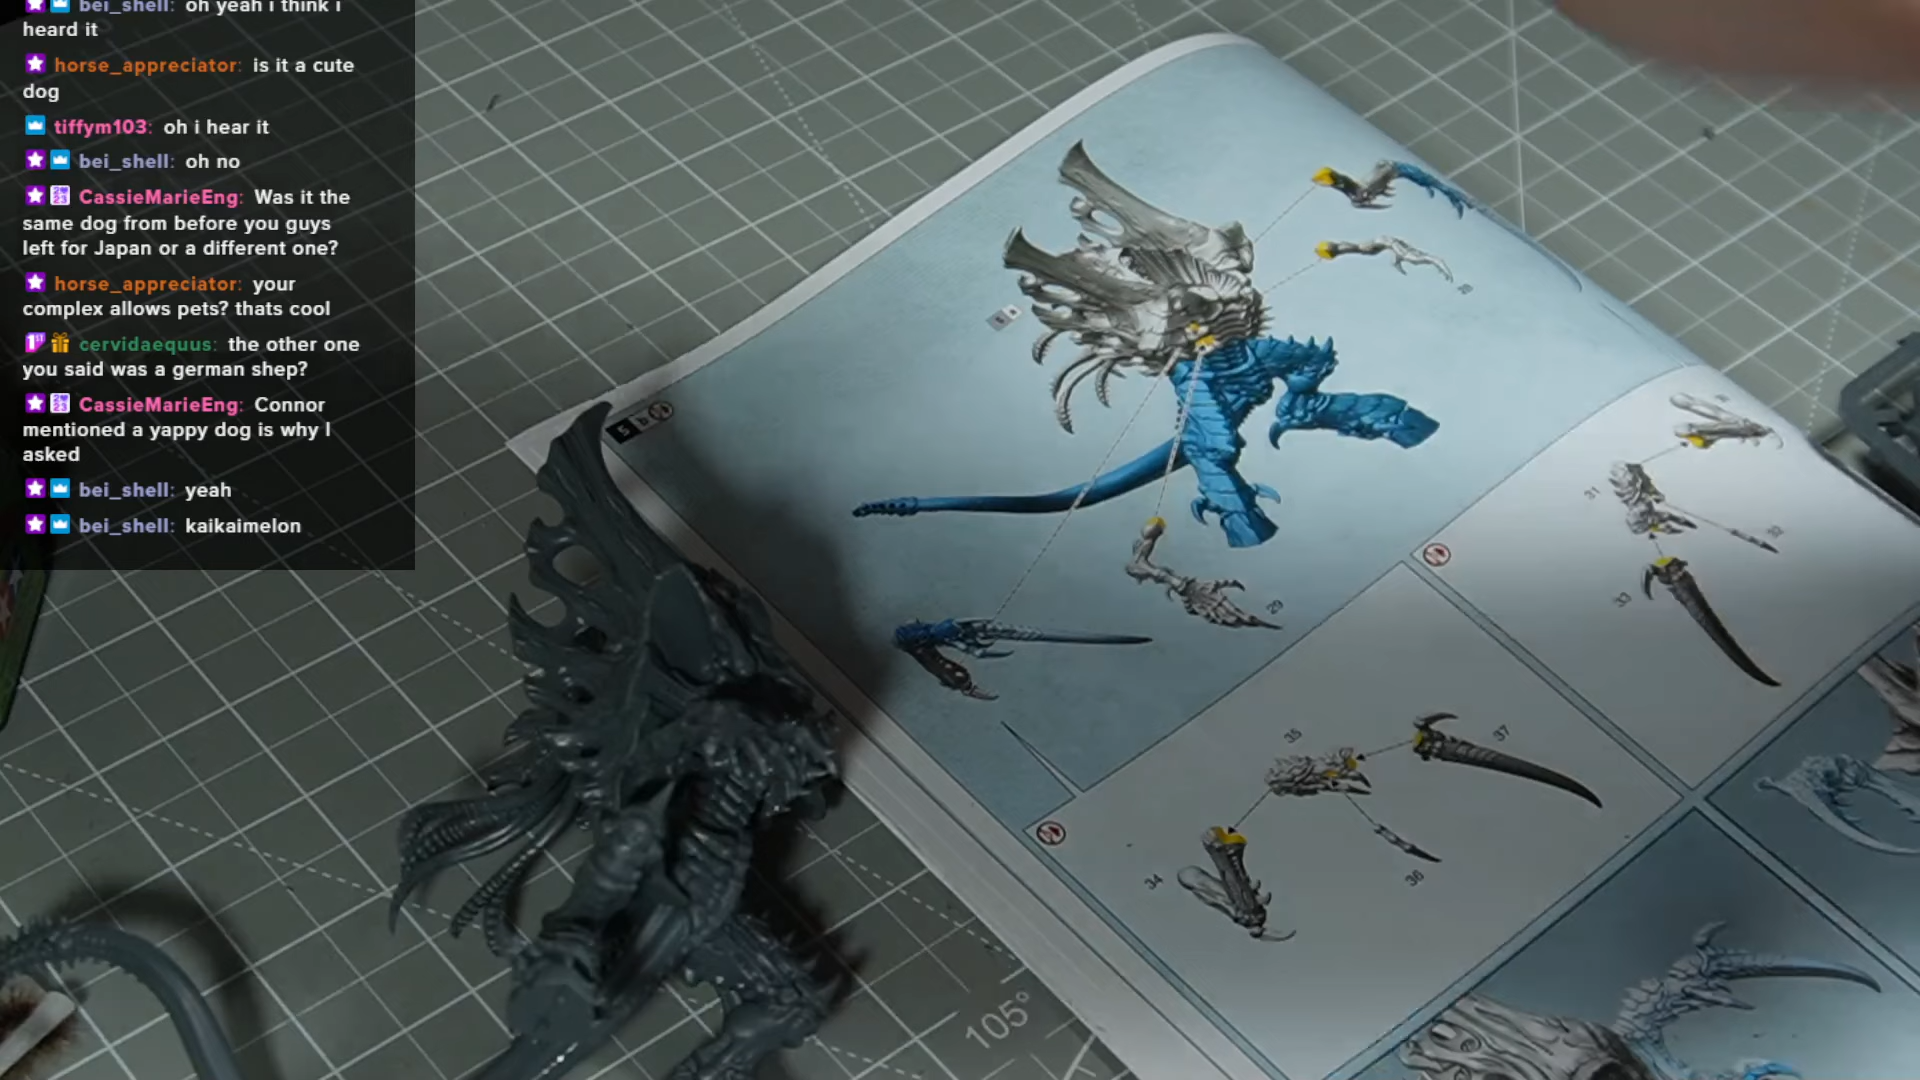 bei_shell: oh yeah i think i
heard it
horse_appreciator: is it a cute
dog
tiffym103: oh i hear it
bei_shell: oh no
CassieMarieEng: Was it the
same dog from before you guys
left for Japan or a different one?
horse_appreciator: your
complex allows pets? thats cool
cervidaequus: the other one
you said was a german shep?
CassieMarieEng: Connor
mentioned a yappy dog is why I
asked
bei_shell: yeah
bei_shell: kaikaimelon
5 b
29
31
33
35
37
34
36
105°